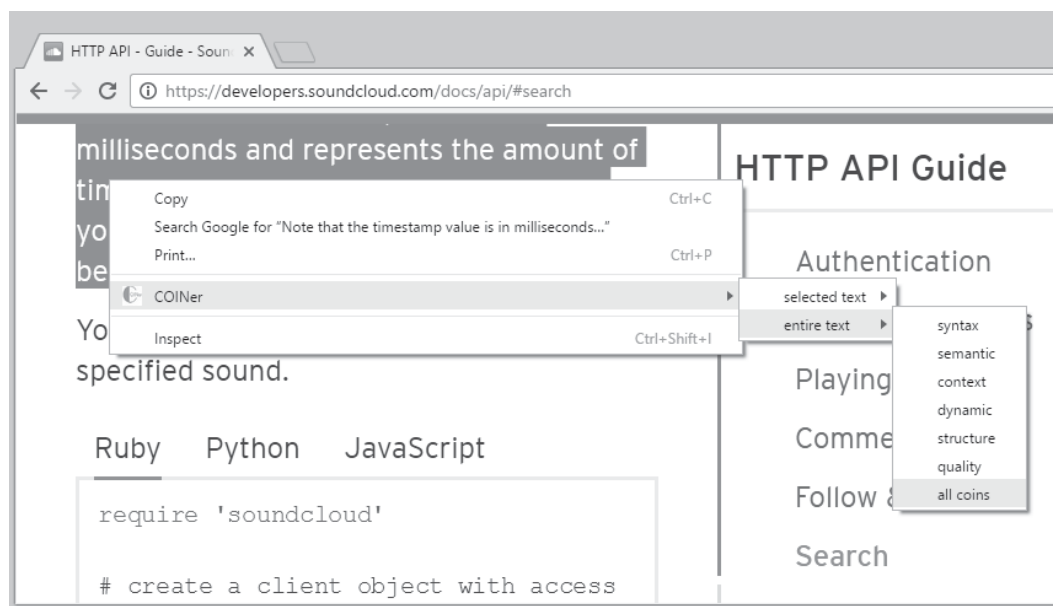 HTTP API - Guide - Soun
https://developers.soundcloud.com/docs/api/#search
milliseconds and represents the amount of
tim
yo
be
Copy Ctrl+C
Search Google for “Note that the timestamp value is in milliseconds...”
Print... Ctrl+P
COINer
Inspect Ctrl+Shift+I
selected text
entire text
syntax
semantic
context
dynamic
structure
quality
all coins
Yo
specified sound.
Ruby Python JavaScript
require 'soundcloud'
# create a client object with access
HTTP API Guide
Authentication
s
Playing
Comme
Follow &
Search